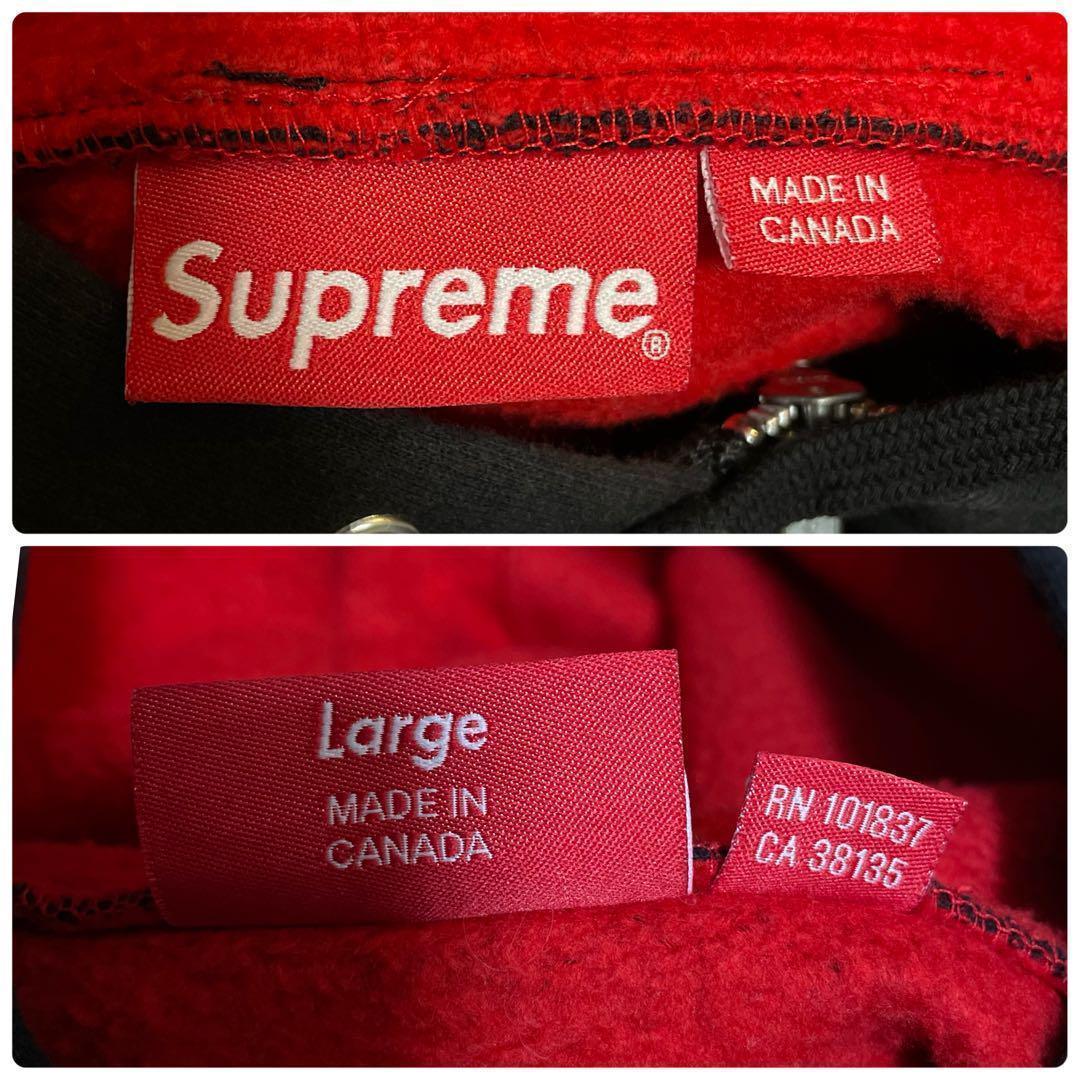 Supreme®
MADE IN
CANADA
Large
MADE IN
CANADA
RN 101837
CA 38135